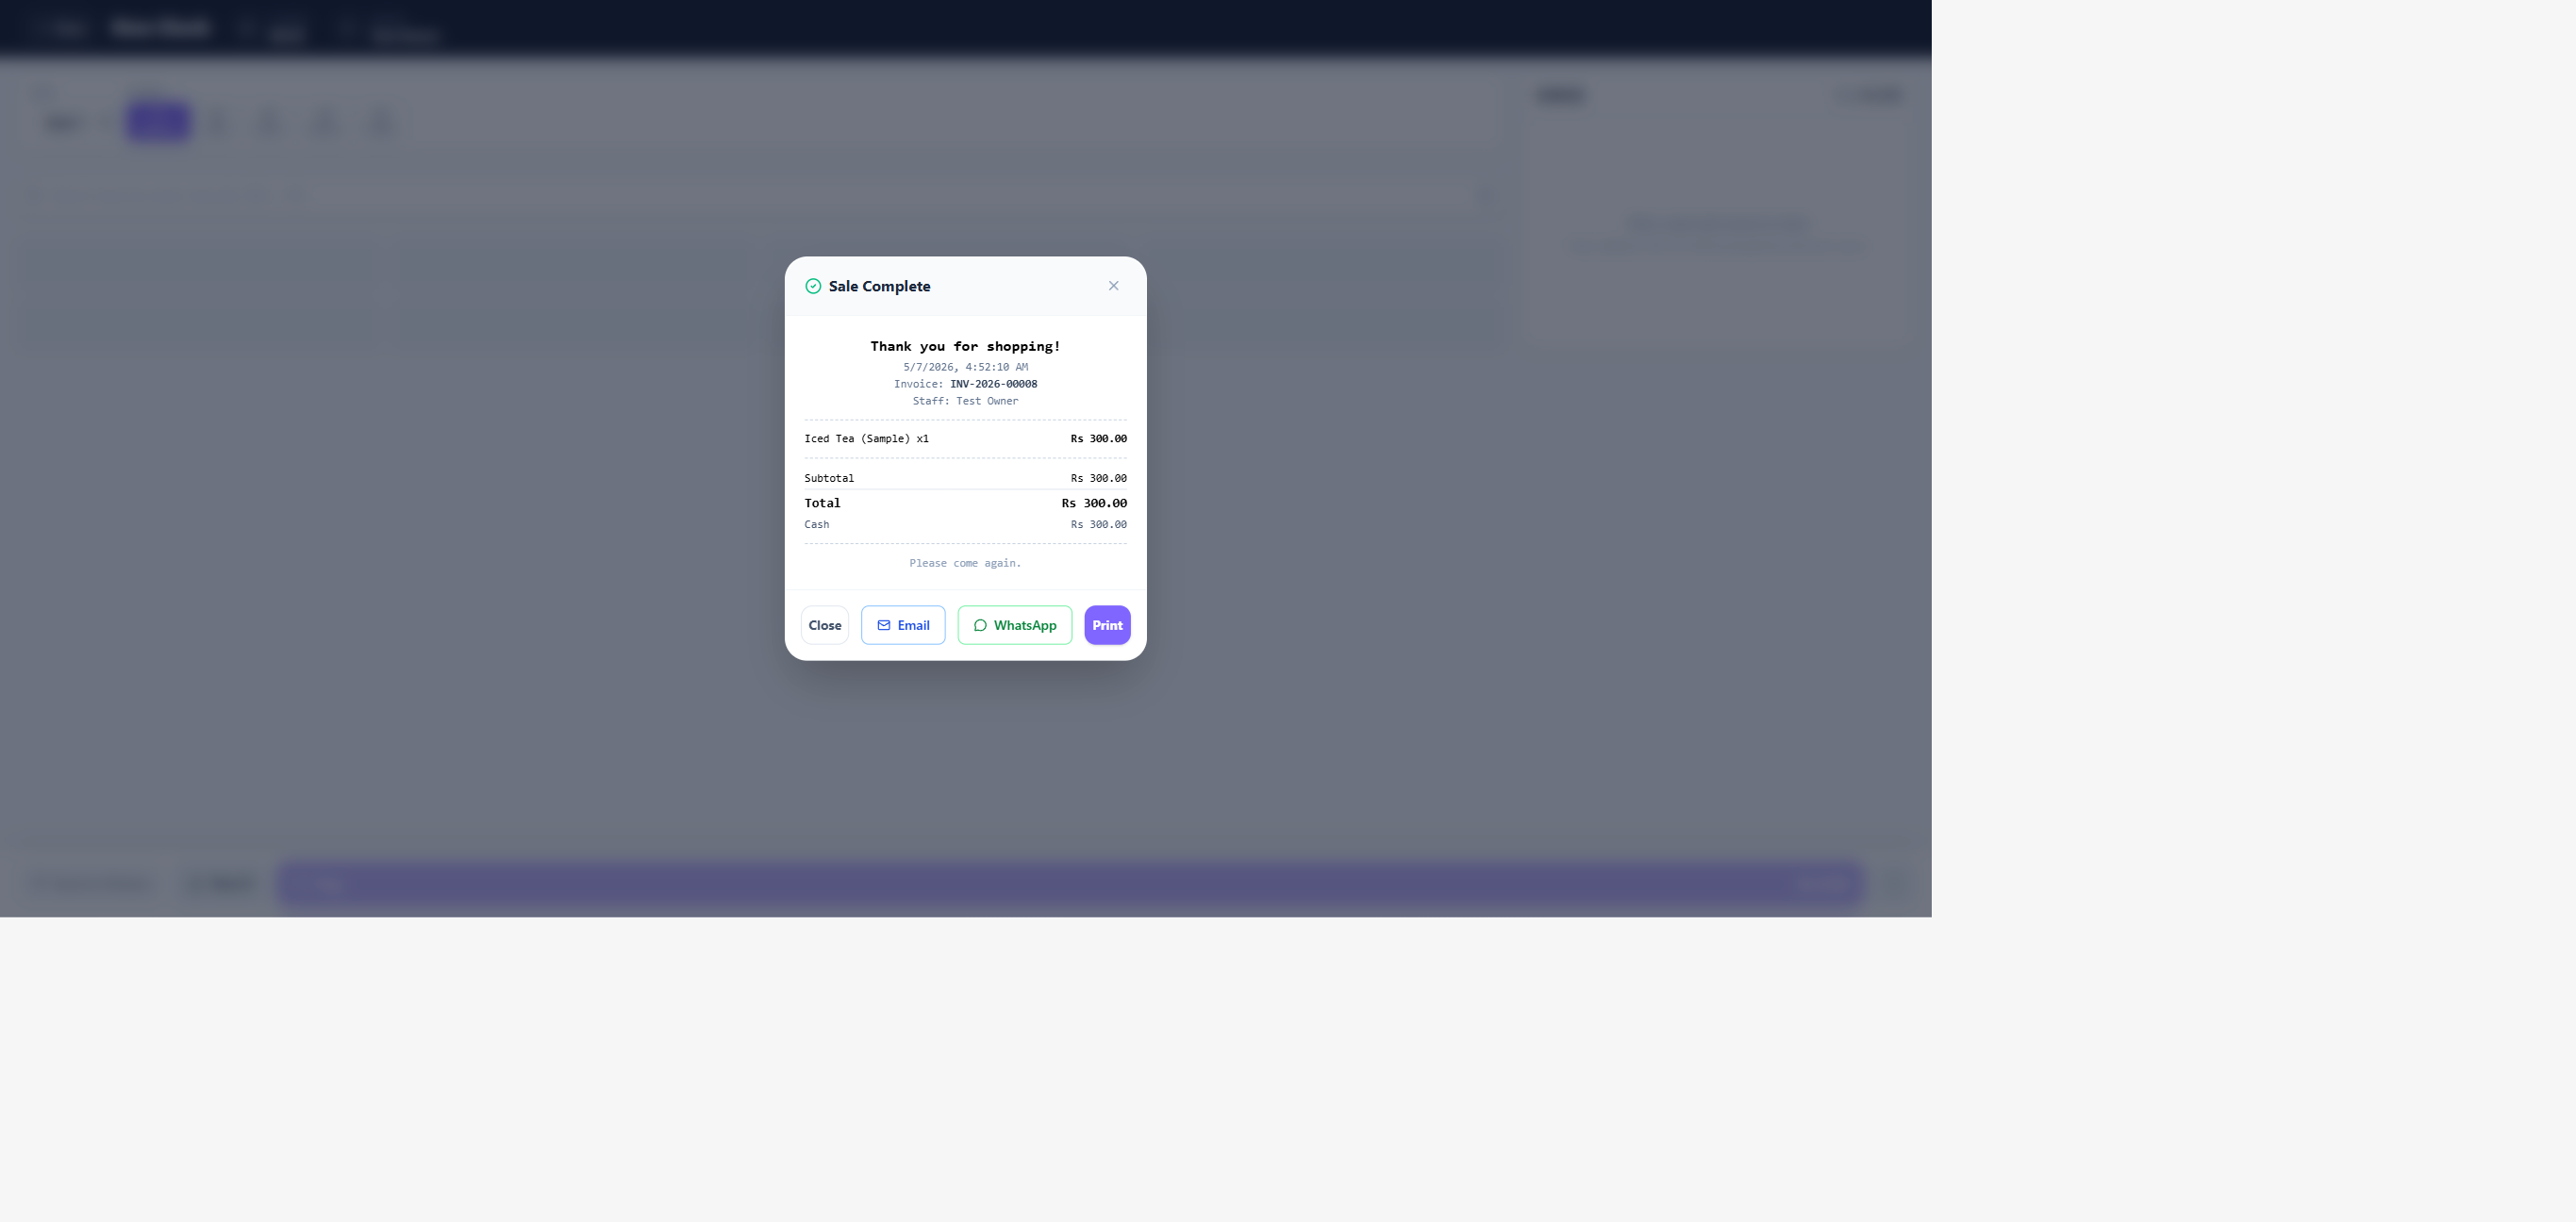 Sale Complete
Thank you for shopping!
5/7/2026, 4:52:10 AM
Invoice: INV-2026-00008
Staff: Test Owner
Iced Tea (Sample) x1 Rs 300.00
Subtotal Rs 300.00
Total Rs 300.00
Cash Rs 300.00
Please come again.
Close Email WhatsApp Print